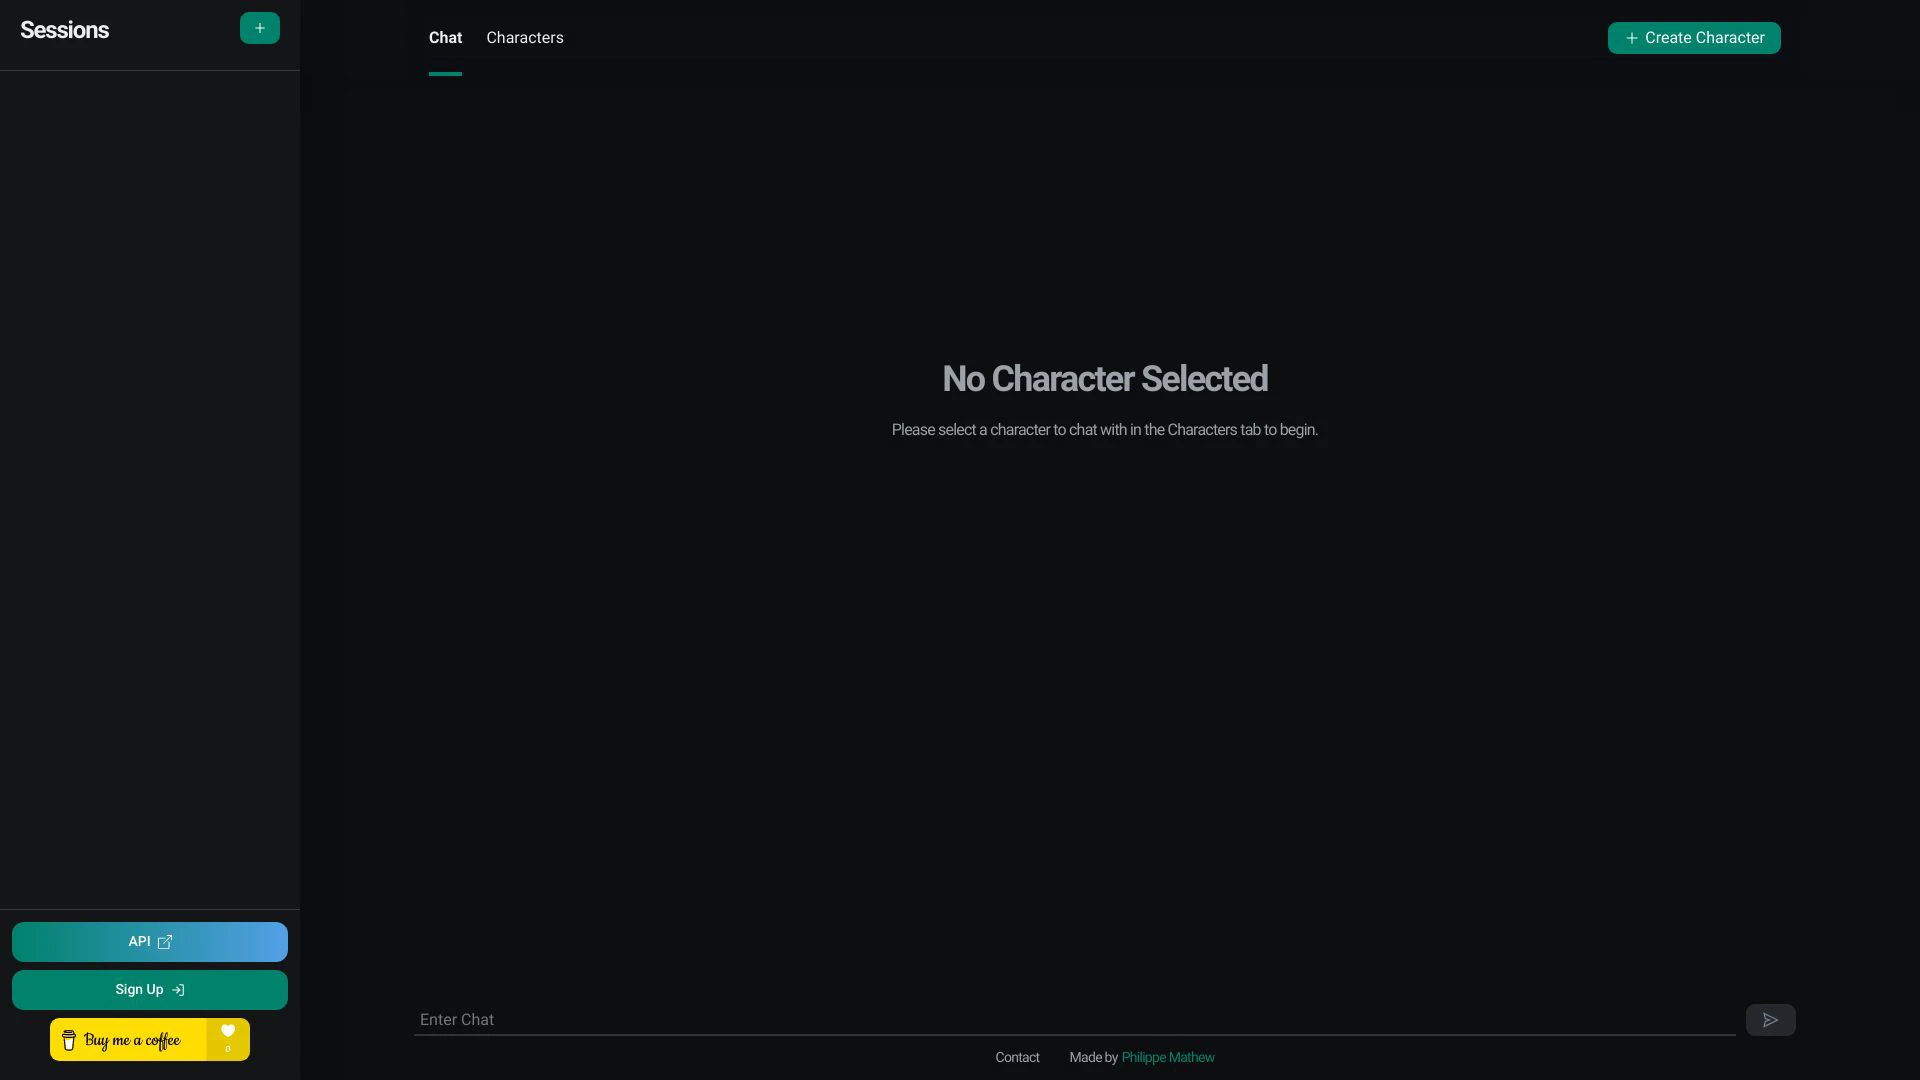 Sessions
Chat
Characters
Create Character
No Character Selected
Please select a character to chat with in the Characters tab to begin.
API
Sign Up
Buy me a coffee
0
Enter Chat
Contact
Made by Philippe Mathew